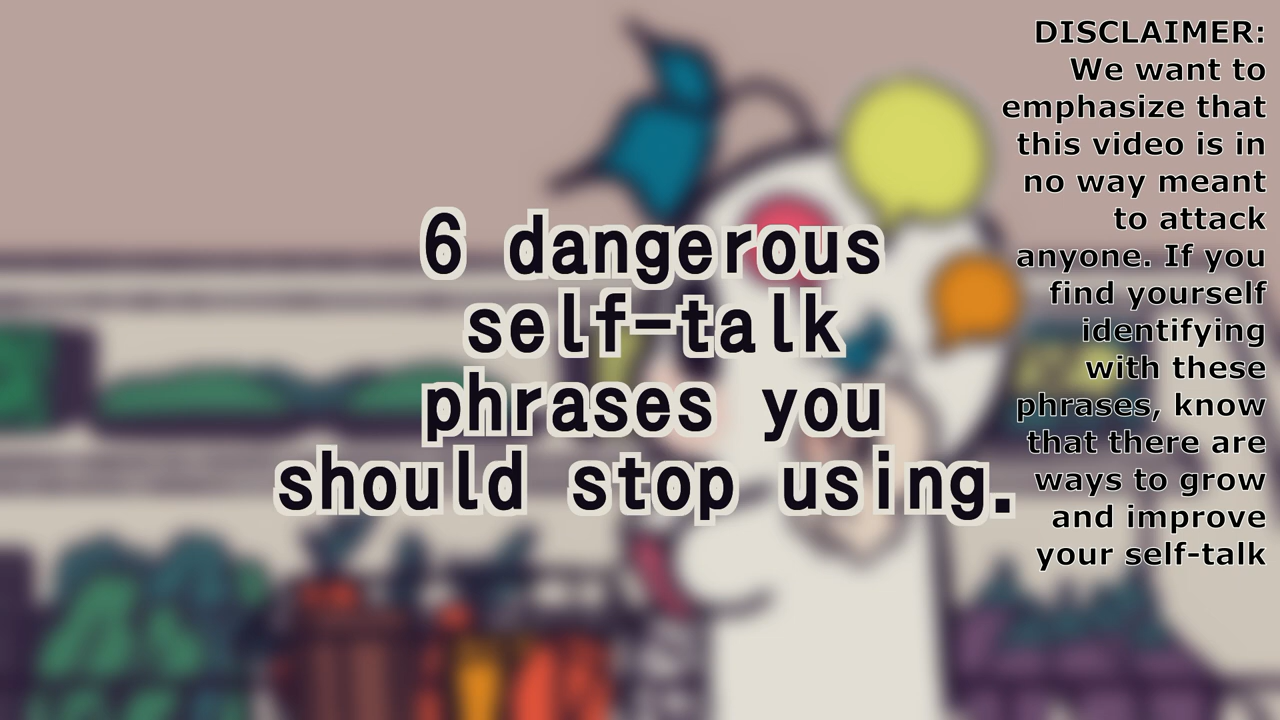 6 dangerous
self-talk
phrases you
should stop using.
DISCLAIMER:
We want to
emphasize that
this video is in
no way meant
to attack
anyone. If you
find yourself
identifying
with these
phrases, know
that there are
ways to grow
and improve
your self-talk